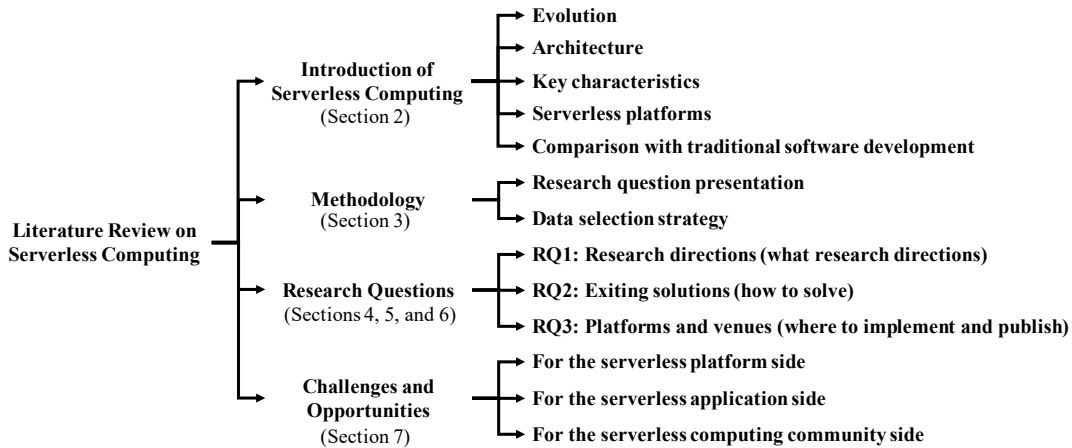 Literature Review on
Serverless Computing
Introduction of
Serverless Computing
(Section 2)
Evolution
Architecture
Key characteristics
Serverless platforms
Comparison with traditional software development
Methodology
(Section 3)
Research question presentation
Data selection strategy
Research Questions
(Sections 4, 5, and 6)
RQ1: Research directions (what research directions)
RQ2: Exiting solutions (how to solve)
RQ3: Platforms and venues (where to implement and publish)
Challenges and
Opportunities
(Section 7)
For the serverless platform side
For the serverless application side
For the serverless computing community side